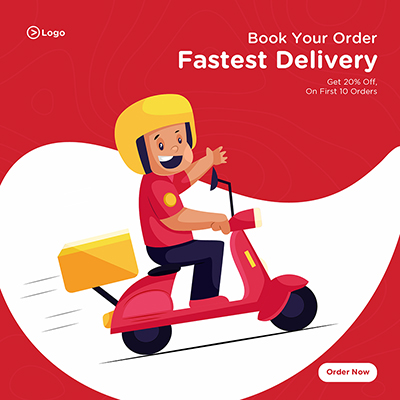 Logo
Book Your Order
Fastest Delivery
Get 20% Off,
On First 10 Orders
Order Now